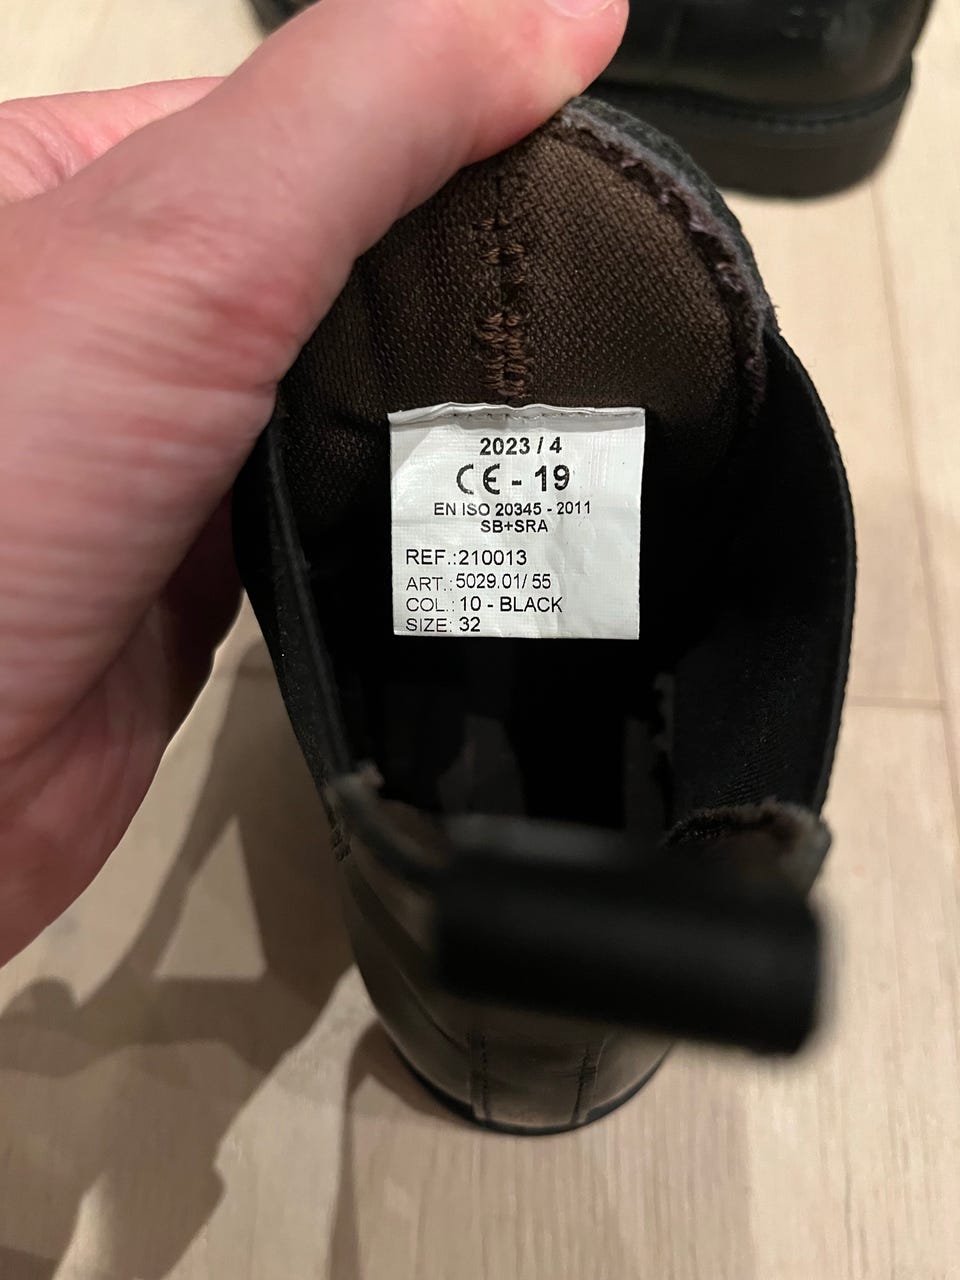 2023 / 4
CE - 19
EN ISO 20345 - 2011
SB+SRA
REF.:210013
ART.: 5029.01/ 55
COL.: 10 - BLACK
SIZE: 32